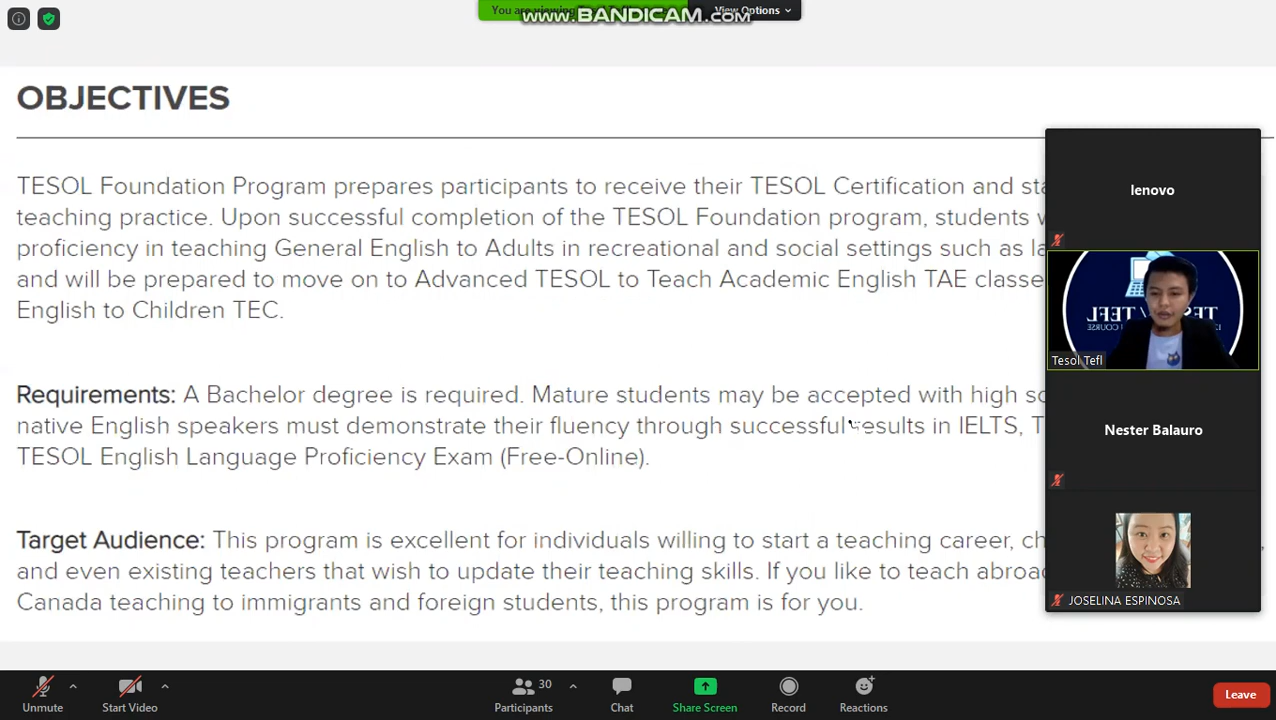 You are viewing
View Options
www.BANDICAM.com
OBJECTIVES
TESOL Foundation Program prepares participants to receive their TESOL Certification and
teaching practice. Upon successful completion of the TESOL Foundation program, students
proficiency in teaching General English to Adults in recreational and social settings such as
and will be prepared to move on to Advanced TESOL to Teach Academic English TAE
English to Children TEC.
Requirements: A Bachelor degree is required. Mature students may be accepted with high
native English speakers must demonstrate their fluency through successful results in IELTS,
TESOL English Language Proficiency Exam (Free-Online).
Target Audience: This program is excellent for individuals willing to start a teaching career,
and even existing teachers that wish to update their teaching skills. If you like to teach
Canada teaching to immigrants and foreign students, this program is for you.
lenovo
TEFL
Tesol Tefl
Nester Balauro
JOSELINA ESPINOSA
Unmute
Start Video
30
Participants
Chat
Share Screen
Record
Reactions
Leave